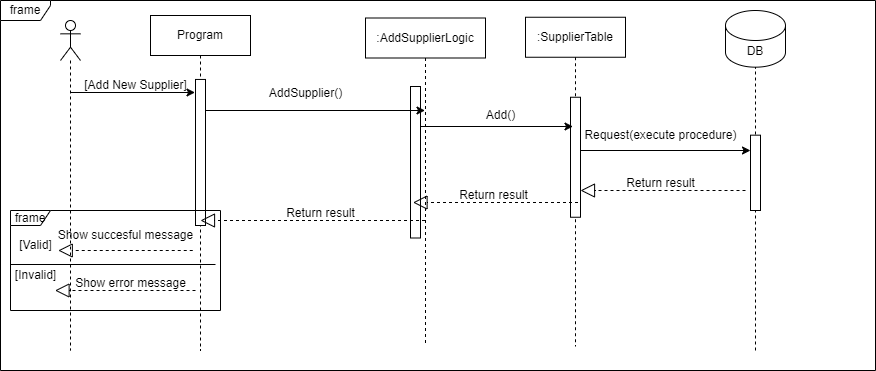 frame
Program
:AddSupplierLogic
:SupplierTable
DB
[Add New Supplier]
AddSupplier()
Add()
Request(execute procedure)
Return result
Return result
Return result
frame
Show succesful message
[Valid]
[Invalid]
Show error message